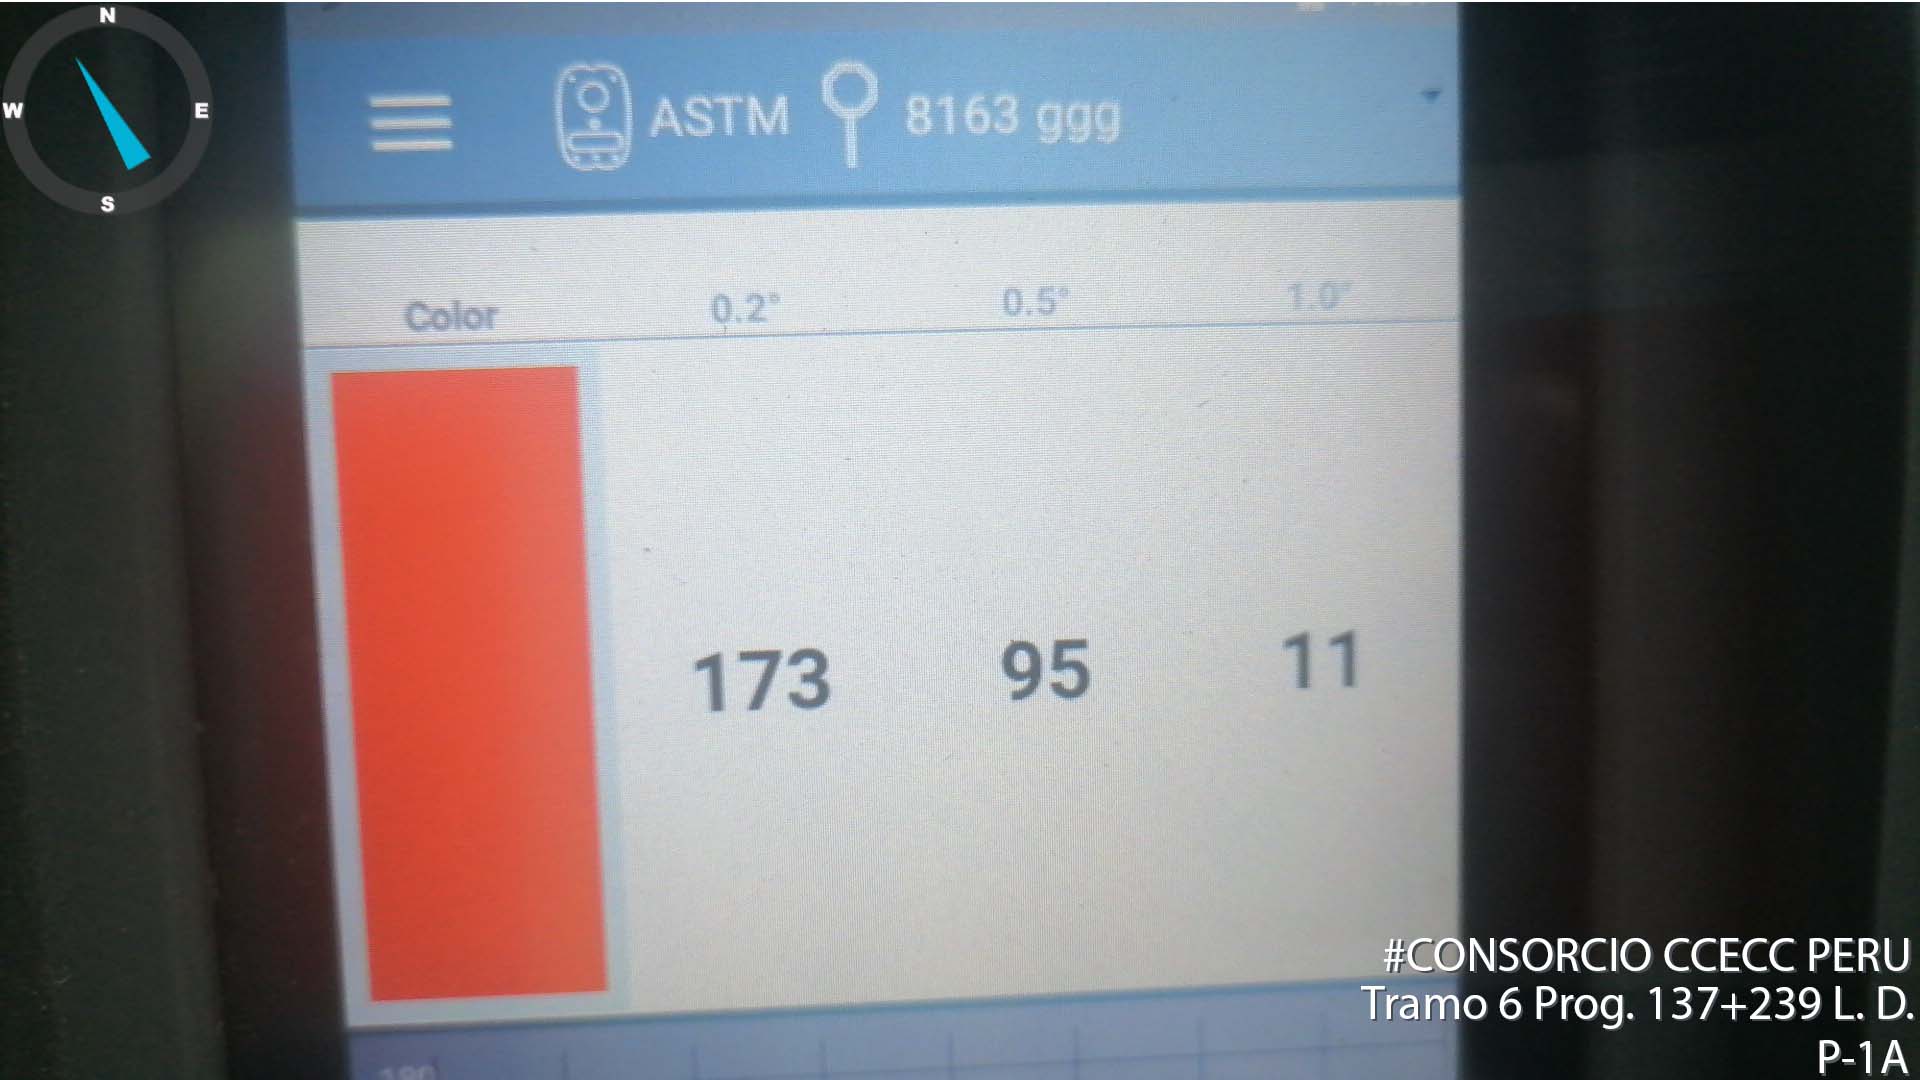 N
W
E
S
ASTM 8163 ggg
Color 0.2° 0.5° 1.0°
173 95 11
180
#CONSORCIO CCECC PERU
Tramo 6 Prog. 137+239 L. D.
P-1A